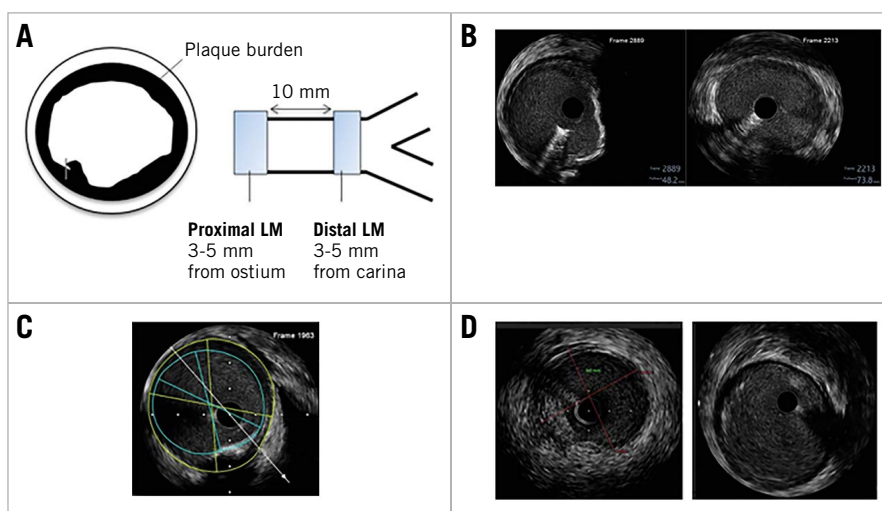 A
Plaque burden
10 mm
Proximal LM
3-5 mm
from ostium
Distal LM
3-5 mm
from carina
B
Frame 2889
2889
48.2
Frame 2213
2213
73.8
C
Frame 1963
D